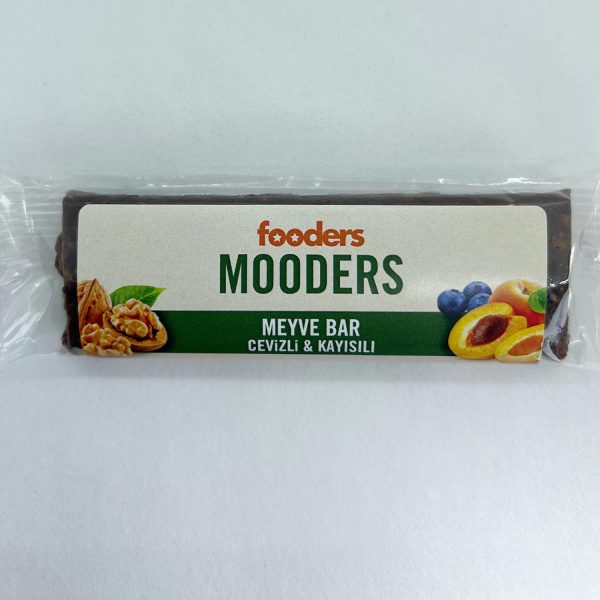 fooders
MOODERS
MEYVE BAR
CEVİZLİ & KAYISILI